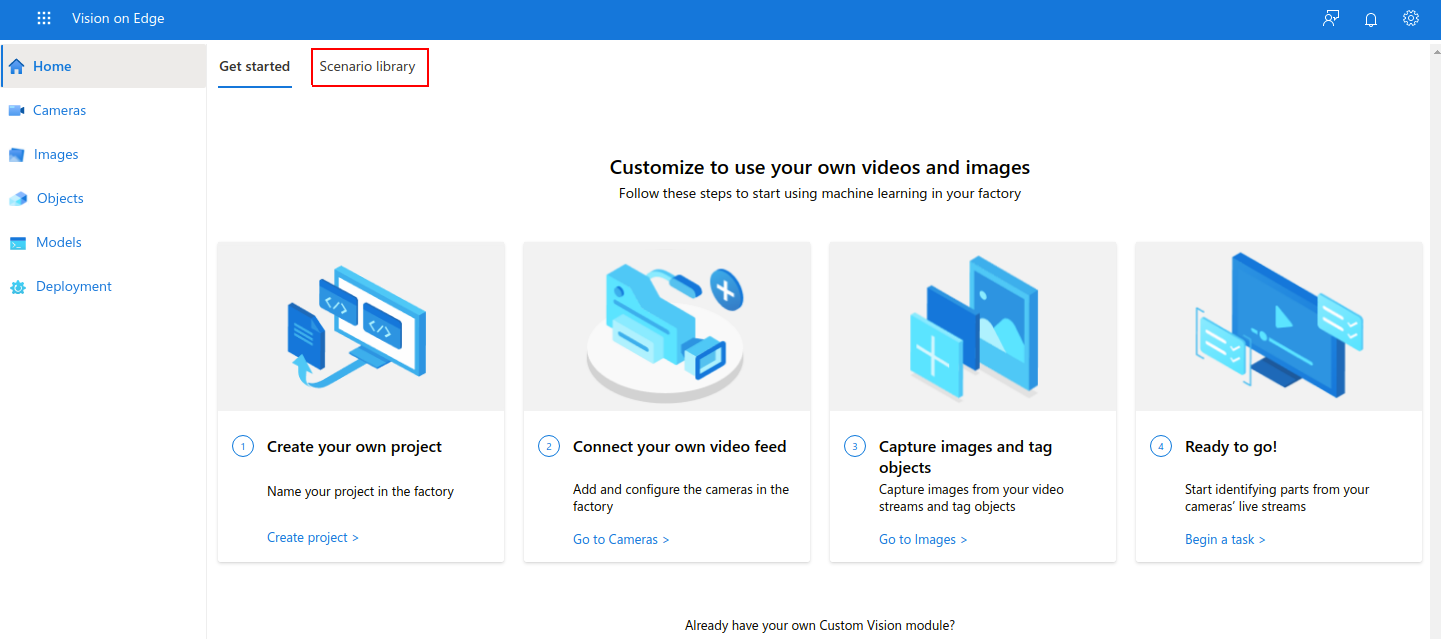 Vision on Edge
Home
Cameras
Images
Objects
Models
Deployment
Get started
Scenario library
Customize to use your own videos and images
Follow these steps to start using machine learning in your factory
</>
</>
1
Create your own project
Name your project in the factory
Create project >
2
Connect your own video feed
Add and configure the cameras in the
factory
Go to Cameras >
3
Capture images and tag
objects
Capture images from your video
streams and tag objects
Go to Images >
4
Ready to go!
Start identifying parts from your
cameras’ live streams
Begin a task >
Already have your own Custom Vision module?